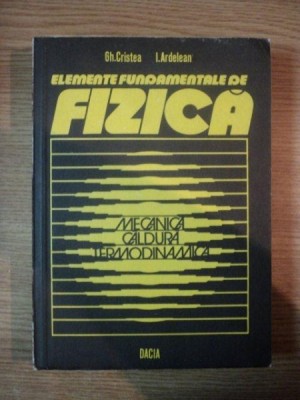 Gh.Cristea I.Ardelean
ELEMENTE FUNDAMENTALE DE
FIZICĂ
MECANICĂ
CĂLDURĂ
TERMODINAMICĂ
DACIA